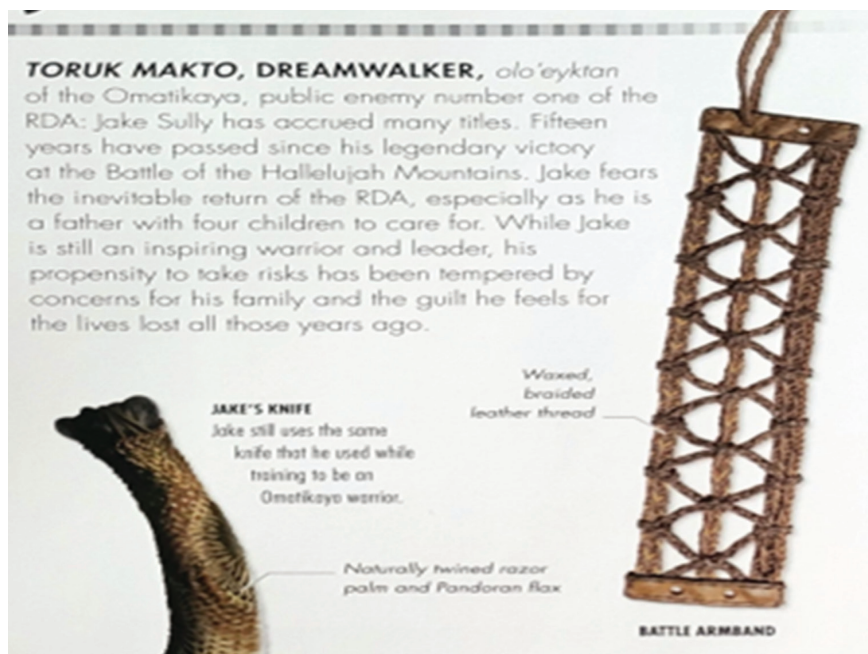 TORUK MAKTO, DREAMWALKER, olo'eyktan
of the Omatikaya, public enemy number one of the
RDA: Jake Sully has accrued many titles. Fifteen
years have passed since his legendary victory
at the Battle of the Hallelujah Mountains. Jake fears
the inevitable return of the RDA, especially as he is
a father with four children to care for. While Jake
is still an inspiring warrior and leader, his
propensity to take risks has been tempered by
concerns for his family and the guilt he feels for
the lives lost all those years ago.
Waxed,
braided
leather thread
JAKE'S KNIFE
Jake still uses the same
knife that he used while
training to be an
Omatikaya warrior.
Naturally twined razor
palm and Pandoran flax
BATTLE ARMBAND